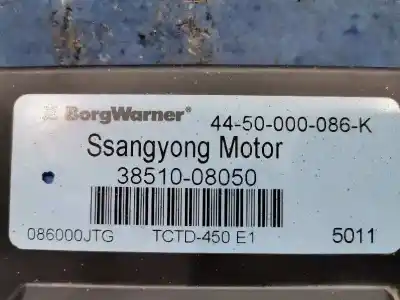 BorgWarner®
44-50-000-086-K
Ssangyong Motor
38510-08050
086000JTG TCTD-450 E1 5011